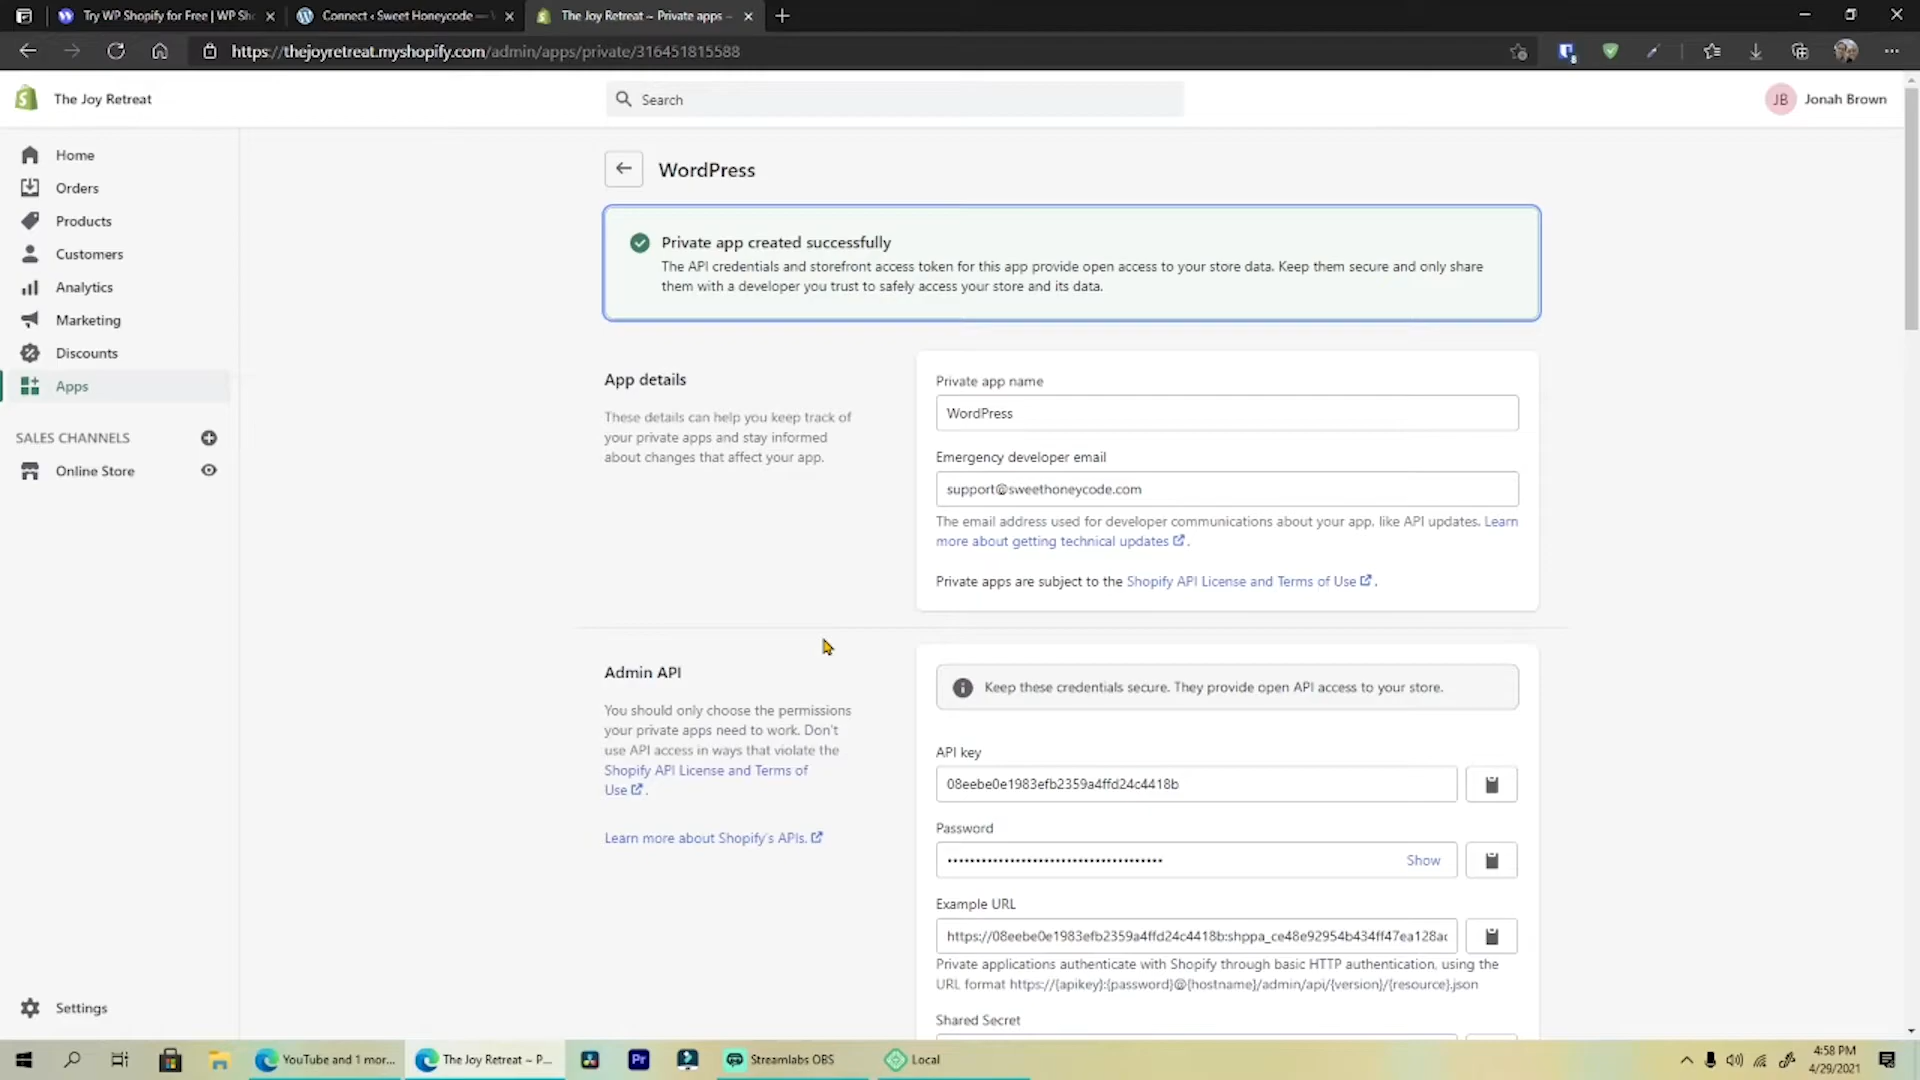 Try WP Shopify for Free | WP Sh
Connect ‹ Sweet Honeycode —
The Joy Retreat ~ Private apps ~
https://thejoyretreat.myshopify.com/admin/apps/private/316451815588
The Joy Retreat
Search
JB
Jonah Brown
Home
Orders
Products
Customers
Analytics
Marketing
Discounts
Apps
SALES CHANNELS
Online Store
Settings
WordPress
Private app created successfully
The API credentials and storefront access token for this app provide open access to your store data. Keep them secure and only share
them with a developer you trust to safely access your store and its data.
App details
These details can help you keep track of
your private apps and stay informed
about changes that affect your app.
Private app name
WordPress
Emergency developer email
support@sweethoneycode.com
The email address used for developer communications about your app, like API updates. Learn
more about getting technical updates .
Private apps are subject to the Shopify API License and Terms of Use .
Admin API
You should only choose the permissions
your private apps need to work. Don't
use API access in ways that violate the
Shopify API License and Terms of
Use .
Learn more about Shopify's APIs.
Keep these credentials secure. They provide open API access to your store.
API key
08eebe0e1983efb2359a4ffd24c4418b
Password
••••••••••••••••••••••••••••••••••••••
Show
Example URL
https://08eebe0e1983efb2359a4ffd24c4418b:shppa_ce48e92954b434ff47ea128ac
Private applications authenticate with Shopify through basic HTTP authentication, using the
URL format https://{apikey}:{password}@{hostname}/admin/api/{version}/{resource}.json
Shared Secret
YouTube and 1 mor...
The Joy Retreat ~ P...
Pr
Streamlabs OBS
Local
4:58 PM
4/29/2021